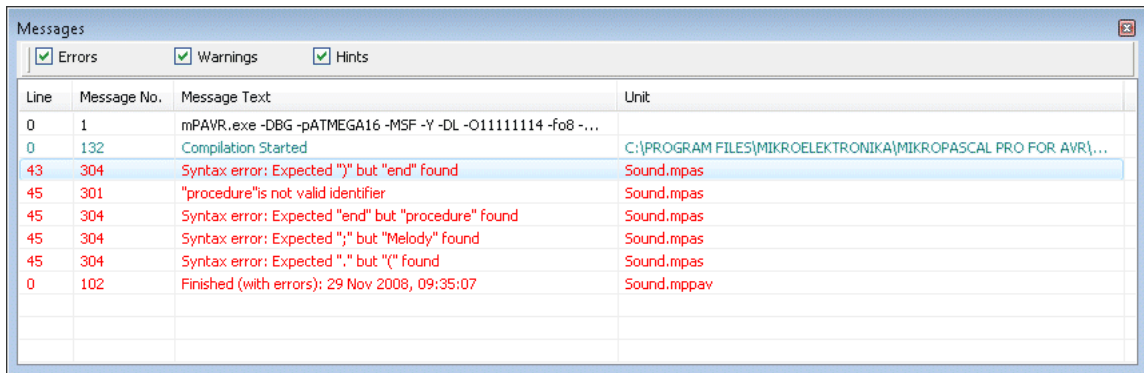 Messages
Errors Warnings Hints
Line Message No. Message Text Unit
0 1 mPAVR.exe -DBG -pATMEGA16 -MSF -Y -DL -O11111114 -fo8 -...
0 132 Compilation Started C:\PROGRAM FILES\MIKROELEKTRONIKA\MIKROPASCAL PRO FOR AVR\...
43 304 Syntax error: Expected ")" but "end" found Sound.mpas
45 301 "procedure"is not valid identifier Sound.mpas
45 304 Syntax error: Expected "end" but "procedure" found Sound.mpas
45 304 Syntax error: Expected ";" but "Melody" found Sound.mpas
45 304 Syntax error: Expected "." but "(" found Sound.mpas
0 102 Finished (with errors): 29 Nov 2008, 09:35:07 Sound.mppav